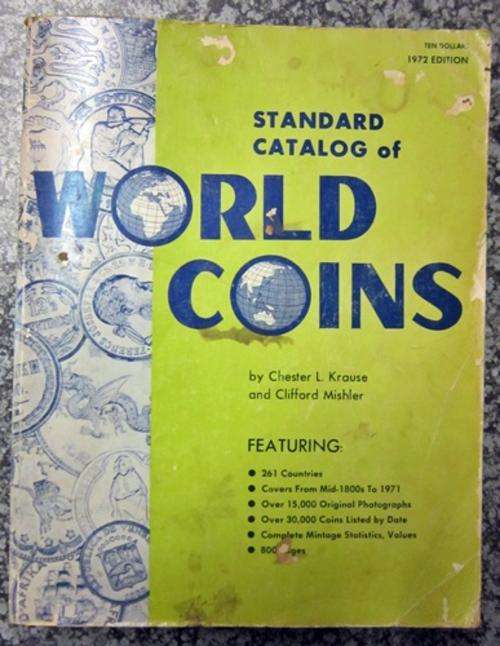 TEN DOLLARS
1972 EDITION
STANDARD
CATALOG of
WORLD
COINS
by Chester L. Krause
and Clifford Mishler
FEATURING:
● 261 Countries
● Covers From Mid-1800s To 1971
● Over 15,000 Original Photographs
● Over 30,000 Coins Listed by Date
● Complete Mintage Statistics, Values
● 800